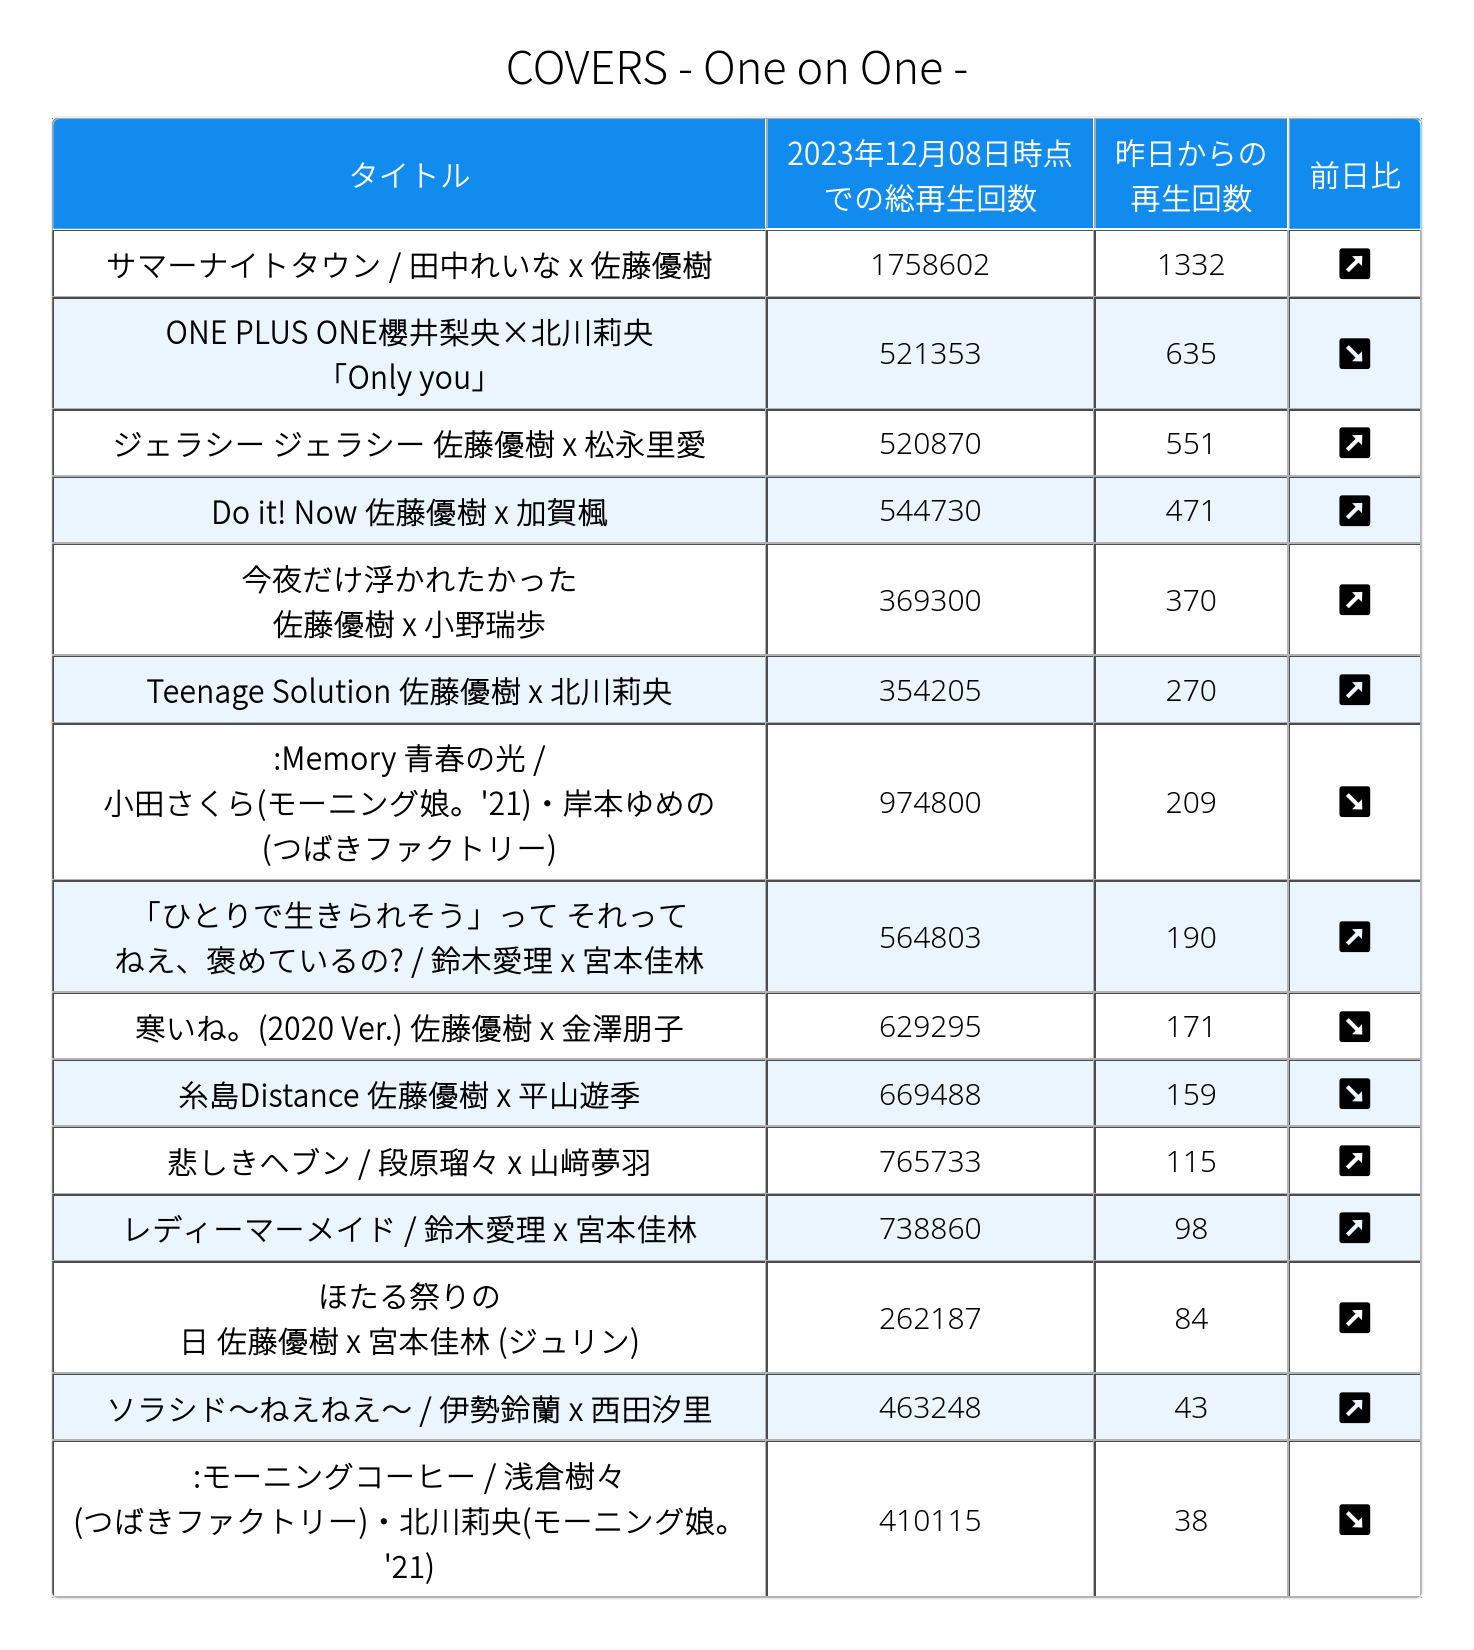 COVERS - One on One -
タイトル
2023年12月08日時点
での総再生回数
昨日からの
再生回数
前日比
サマーナイトタウン / 田中れいな x 佐藤優樹
1758602
1332
ONE PLUS ONE櫻井梨央×北川莉央
「Only you」
521353
635
ジェラシー ジェラシー 佐藤優樹 x 松永里愛
520870
551
Do it! Now 佐藤優樹 x 加賀楓
544730
471
今夜だけ浮かれたかった
佐藤優樹 x 小野瑞歩
369300
370
Teenage Solution 佐藤優樹 x 北川莉央
354205
270
:Memory 青春の光 /
小田さくら(モーニング娘。'21)・岸本ゆめの
(つばきファクトリー)
974800
209
「ひとりで生きられそう」って それって
ねえ、褒めているの? / 鈴木愛理 x 宮本佳林
564803
190
寒いね。(2020 Ver.) 佐藤優樹 x 金澤朋子
629295
171
糸島Distance 佐藤優樹 x 平山遊季
669488
159
悲しきヘブン / 段原瑠々 x 山﨑夢羽
765733
115
レディーマーメイド / 鈴木愛理 x 宮本佳林
738860
98
ほたる祭りの
日 佐藤優樹 x 宮本佳林 (ジュリン)
262187
84
ソラシド～ねえねえ～ / 伊勢鈴蘭 x 西田汐里
463248
43
:モーニングコーヒー / 浅倉樹々
(つばきファクトリー)・北川莉央(モーニング娘。
'21)
410115
38